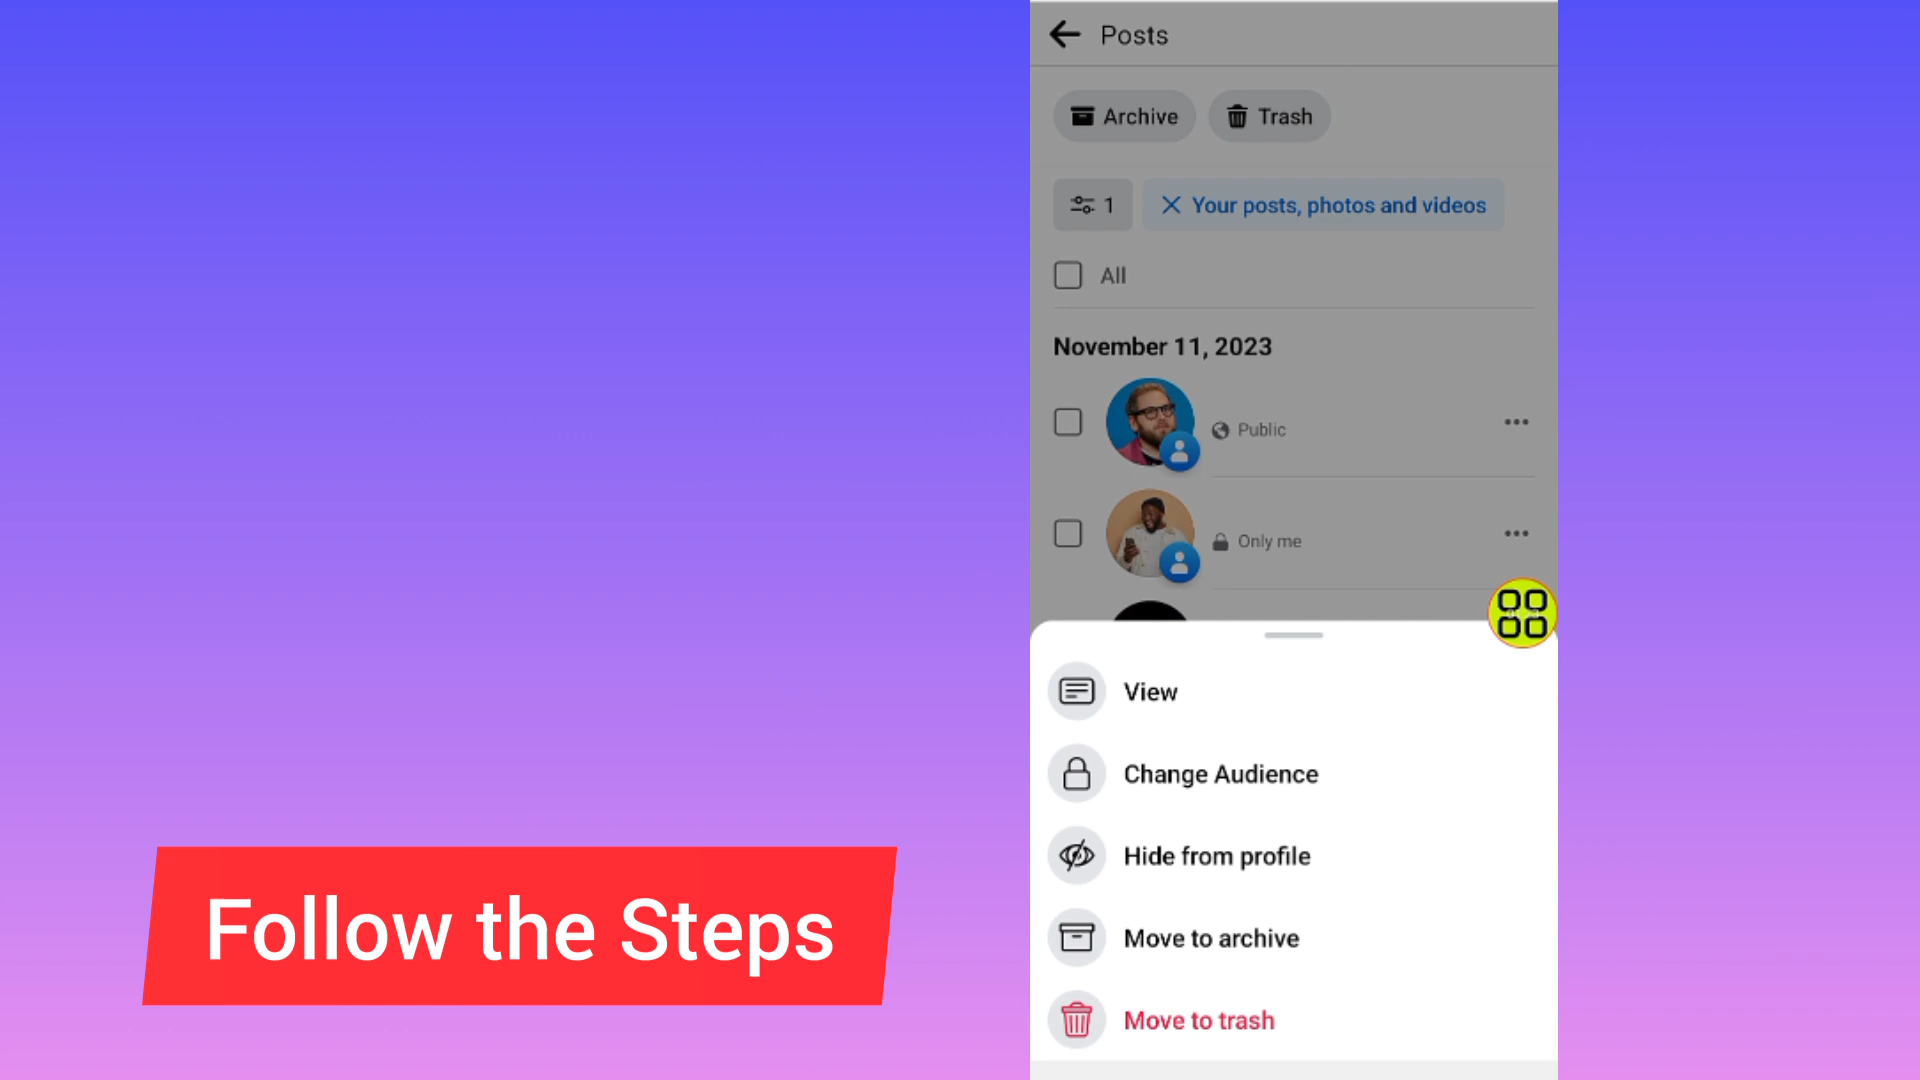 Posts
Archive
Trash
1
Your posts, photos and videos
All
November 11, 2023
Public
Only me
View
Change Audience
Hide from profile
Move to archive
Move to trash
Follow the Steps